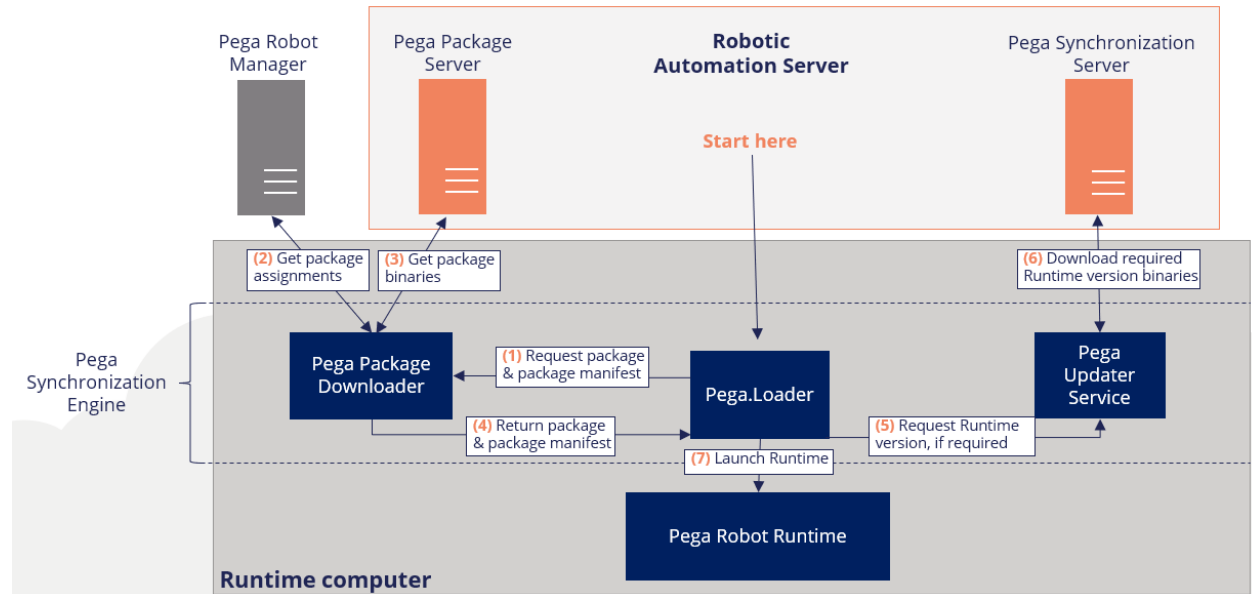 Pega Robot
Manager
Pega Package
Server
Robotic
Automation Server
Pega Synchronization
Server
Start here
(2) Get package
assignments
(3) Get package
binaries
(6) Download required
Runtime version binaries
Pega
Synchronization
Engine
Pega Package
Downloader
(1) Request package
& package manifest
Pega.Loader
Pega
Updater
Service
(4) Return package
& package manifest
(5) Request Runtime
version, if required
(7) Launch Runtime
Pega Robot Runtime
Runtime computer